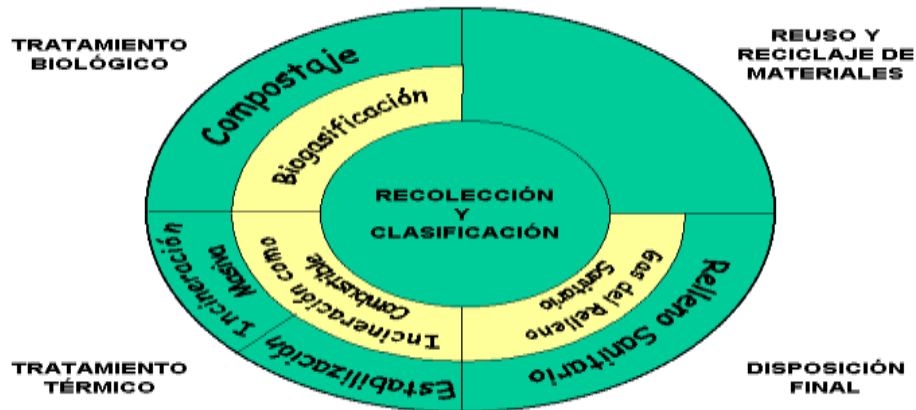 TRATAMIENTO
BIOLÓGICO
REUSO Y
RECICLAJE DE
MATERIALES
Compostaje
Biogasificación
RECOLECCIÓN
Y
CLASIFICACIÓN
Incineración
Masiva
Incineración como
Combustible
Estabilización
Gas del Relleno
Sanitario
Relleno Sanitario
TRATAMIENTO
TÉRMICO
DISPOSICIÓN
FINAL